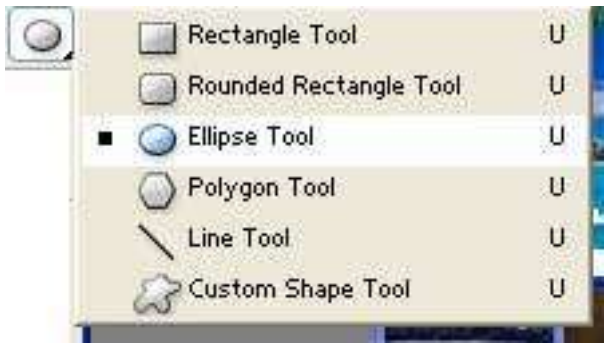 Rectangle Tool U
Rounded Rectangle Tool U
Ellipse Tool U
Polygon Tool U
Line Tool U
Custom Shape Tool U